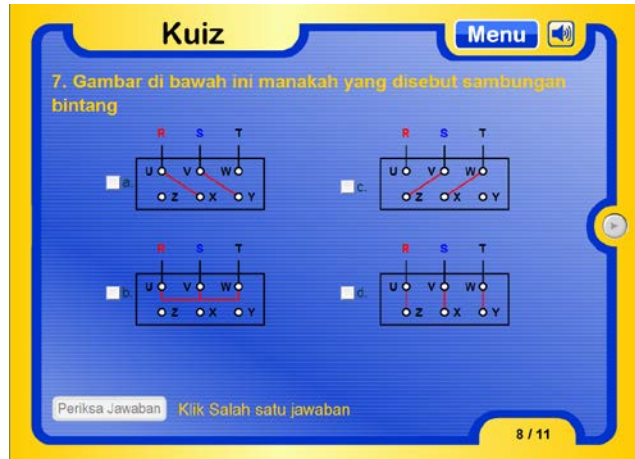 Kuiz
Menu
7. Gambar di bawah ini manakah yang disebut sambungan
bintang
R S T
a.
U V W
Z X Y
R S T
c.
U V W
Z X Y
R S T
b.
U V W
Z X Y
R S T
d.
U V W
Z X Y
Periksa Jawaban
Klik Salah satu jawaban
8 / 11